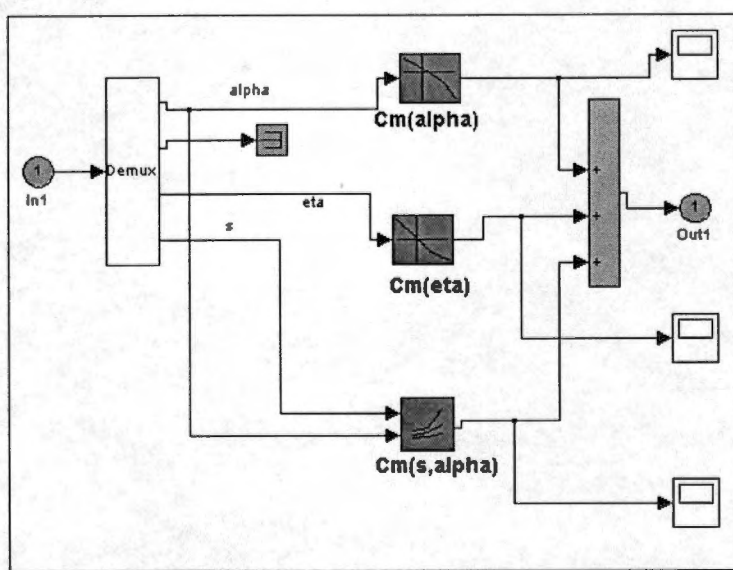 alpha
Cm(alpha)
1
In1
Demux
eta
s
Cm(eta)
+
+
+
1
Out1
Cm(s,alpha)